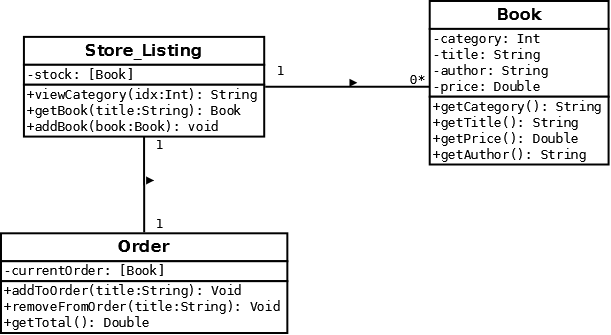 Book
-category: Int
-title: String
-author: String
-price: Double
+getCategory(): String
+getTitle(): String
+getPrice(): Double
+getAuthor(): String
Store_Listing
-stock: [Book]
+viewCategory(idx:Int): String
+getBook(title:String): Book
+addBook(book:Book): void
1
0*
1
1
Order
-currentOrder: [Book]
+addToOrder(title:String): Void
+removeFromOrder(title:String): Void
+getTotal(): Double